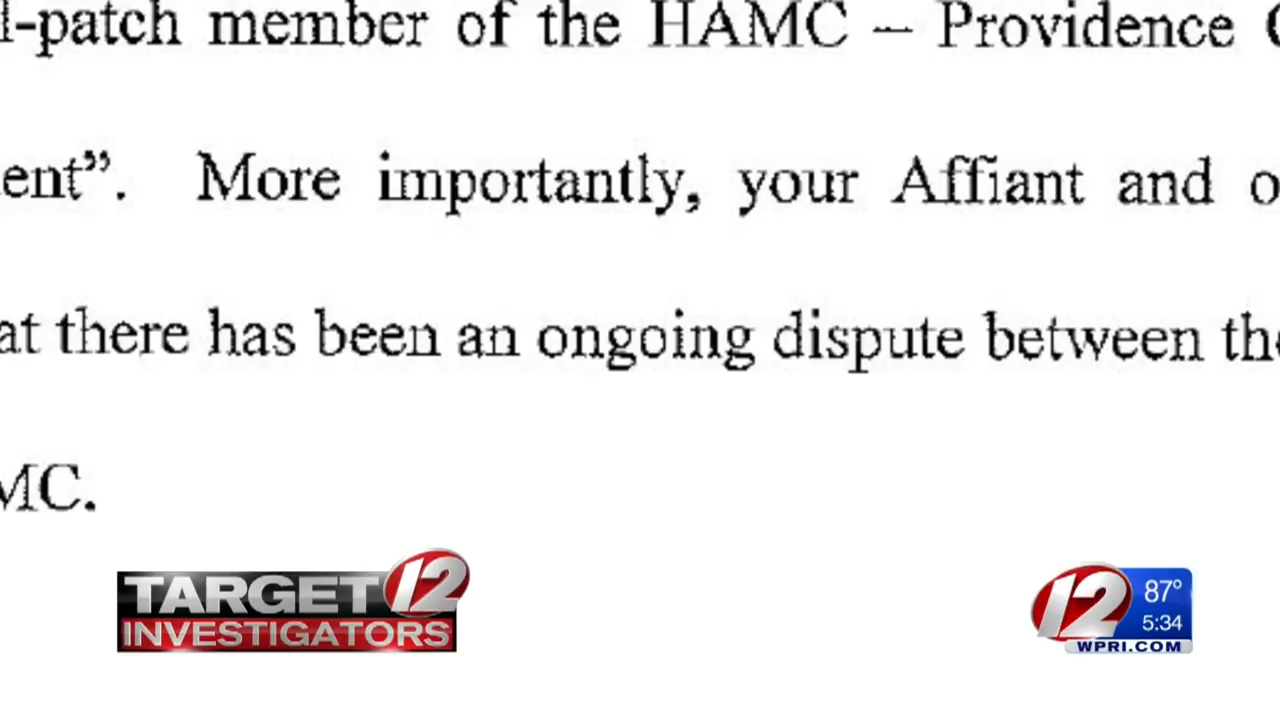 l-patch member of the HAMC – Providence C
ent”. More importantly, your Affiant and o
at there has been an ongoing dispute between the
MC.
TARGET 12
INVESTIGATORS
12 87°
5:34
WPRI.COM